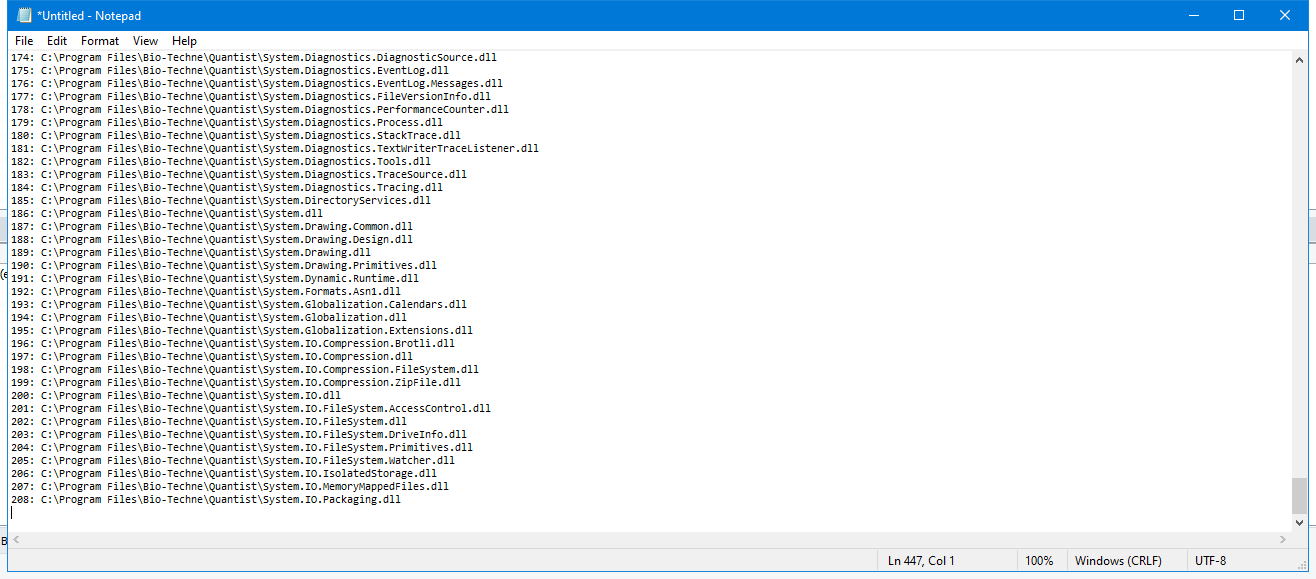 *Untitled - Notepad
File Edit Format View Help
174: C:\Program Files\Bio-Techne\Quantist\System.Diagnostics.DiagnosticSource.dll
175: C:\Program Files\Bio-Techne\Quantist\System.Diagnostics.EventLog.dll
176: C:\Program Files\Bio-Techne\Quantist\System.Diagnostics.EventLog.Messages.dll
177: C:\Program Files\Bio-Techne\Quantist\System.Diagnostics.FileVersionInfo.dll
178: C:\Program Files\Bio-Techne\Quantist\System.Diagnostics.PerformanceCounter.dll
179: C:\Program Files\Bio-Techne\Quantist\System.Diagnostics.Process.dll
180: C:\Program Files\Bio-Techne\Quantist\System.Diagnostics.StackTrace.dll
181: C:\Program Files\Bio-Techne\Quantist\System.Diagnostics.TextWriterTraceListener.dll
182: C:\Program Files\Bio-Techne\Quantist\System.Diagnostics.Tools.dll
183: C:\Program Files\Bio-Techne\Quantist\System.Diagnostics.TraceSource.dll
184: C:\Program Files\Bio-Techne\Quantist\System.Diagnostics.Tracing.dll
185: C:\Program Files\Bio-Techne\Quantist\System.DirectoryServices.dll
186: C:\Program Files\Bio-Techne\Quantist\System.dll
187: C:\Program Files\Bio-Techne\Quantist\System.Drawing.Common.dll
188: C:\Program Files\Bio-Techne\Quantist\System.Drawing.Design.dll
189: C:\Program Files\Bio-Techne\Quantist\System.Drawing.dll
190: C:\Program Files\Bio-Techne\Quantist\System.Drawing.Primitives.dll
191: C:\Program Files\Bio-Techne\Quantist\System.Dynamic.Runtime.dll
192: C:\Program Files\Bio-Techne\Quantist\System.Formats.Asn1.dll
193: C:\Program Files\Bio-Techne\Quantist\System.Globalization.Calendars.dll
194: C:\Program Files\Bio-Techne\Quantist\System.Globalization.dll
195: C:\Program Files\Bio-Techne\Quantist\System.Globalization.Extensions.dll
196: C:\Program Files\Bio-Techne\Quantist\System.IO.Compression.Brotli.dll
197: C:\Program Files\Bio-Techne\Quantist\System.IO.Compression.dll
198: C:\Program Files\Bio-Techne\Quantist\System.IO.Compression.FileSystem.dll
199: C:\Program Files\Bio-Techne\Quantist\System.IO.Compression.ZipFile.dll
200: C:\Program Files\Bio-Techne\Quantist\System.IO.dll
201: C:\Program Files\Bio-Techne\Quantist\System.IO.FileSystem.AccessControl.dll
202: C:\Program Files\Bio-Techne\Quantist\System.IO.FileSystem.dll
203: C:\Program Files\Bio-Techne\Quantist\System.IO.FileSystem.DriveInfo.dll
204: C:\Program Files\Bio-Techne\Quantist\System.IO.FileSystem.Primitives.dll
205: C:\Program Files\Bio-Techne\Quantist\System.IO.FileSystem.Watcher.dll
206: C:\Program Files\Bio-Techne\Quantist\System.IO.IsolatedStorage.dll
207: C:\Program Files\Bio-Techne\Quantist\System.IO.MemoryMappedFiles.dll
208: C:\Program Files\Bio-Techne\Quantist\System.IO.Packaging.dll
Ln 447, Col 1 100% Windows (CRLF) UTF-8